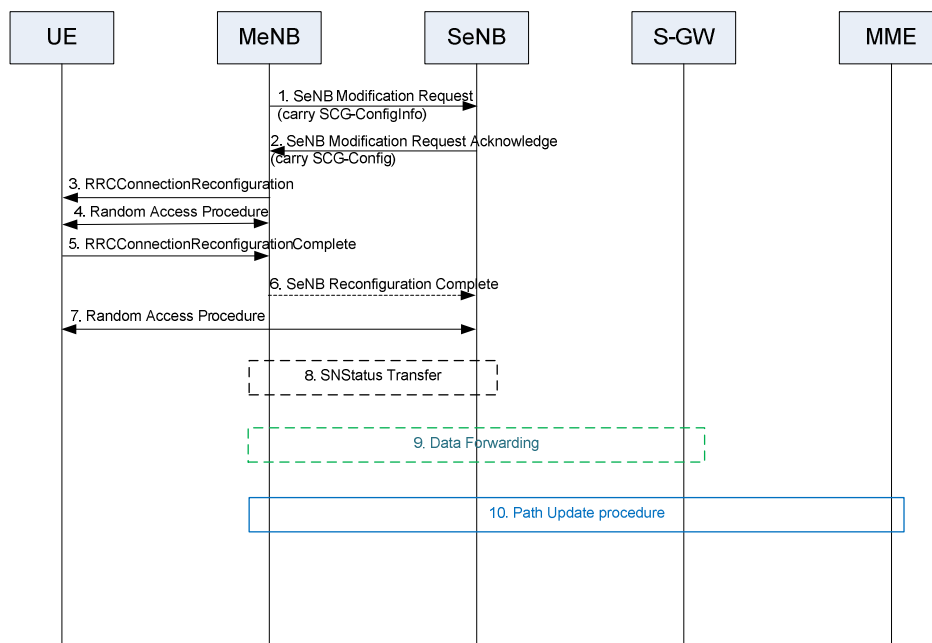 UE
MeNB
SeNB
S-GW
MME
1. SeNB Modification Request
(carry SCG-ConfigInfo)
2. SeNB Modification Request Acknowledge
(carry SCG-Config)
3. RRCConnectionReconfiguration
4. Random Access Procedure
5. RRCConnectionReconfigurationComplete
6. SeNB Reconfiguration Complete
7. Random Access Procedure
8. SNStatus Transfer
9. Data Forwarding
10. Path Update procedure